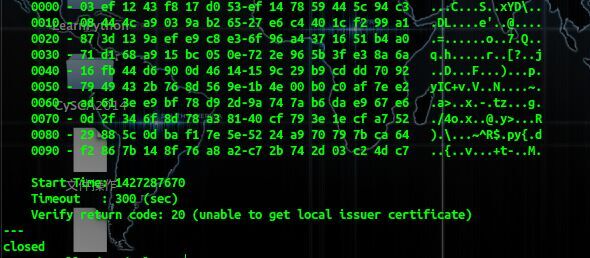 0000 - 03 ef 12 43 f8 17 d0 53-ef 14 78 59 44 5c 94 c3   ...C...S..xYD\..
0010 - 08 44 4c a9 03 9a b2 65-27 e6 c4 40 1c f2 99 a1   .DL....e'..@....
LearnPython
0020 - 87 3d 13 9a ef e9 c8 e3-6f 96 a4 37 16 51 b4 a0   .=......o..7.Q..
0030 - 71 d1 68 a9 15 bc 05 0e-72 2e 96 5b 3f e3 8a 6a   q.h.....r..[?..j
0040 - 16 fb 44 d6 90 0d 46 14-15 9c 29 b9 cd dd 70 92   ..D...F...)...p.
0050 - 79 49 43 2b 76 8d 56 9e-1b 4e 00 b0 c0 af 7e e2   yIC+v.V..N....~.
CySCA2014
0060 - 0d 61 3e e9 bf 78 d9 2d-9a 74 7a b6 da e9 67 e6   .a>..x.-.tz...g.
0070 - 0d 2f 34 6f 8d 78 a3 81-40 cf 79 3e 1e cf a7 52   ./4o.x..@.y>...R
0080 - 29 88 5c 0d ba f1 7e 5e-52 24 a9 70 79 7b ca 64   ).\...~^R$.py{.d
0090 - f2 86 7b 14 8f 76 a8 a2-c7 2b 74 2d 03 c2 4d c7   ..{..v...+t-..M.
Start Time: 1427287670
文件操作
Timeout   : 300 (sec)
Verify return code: 20 (unable to get local issuer certificate)
---
closed